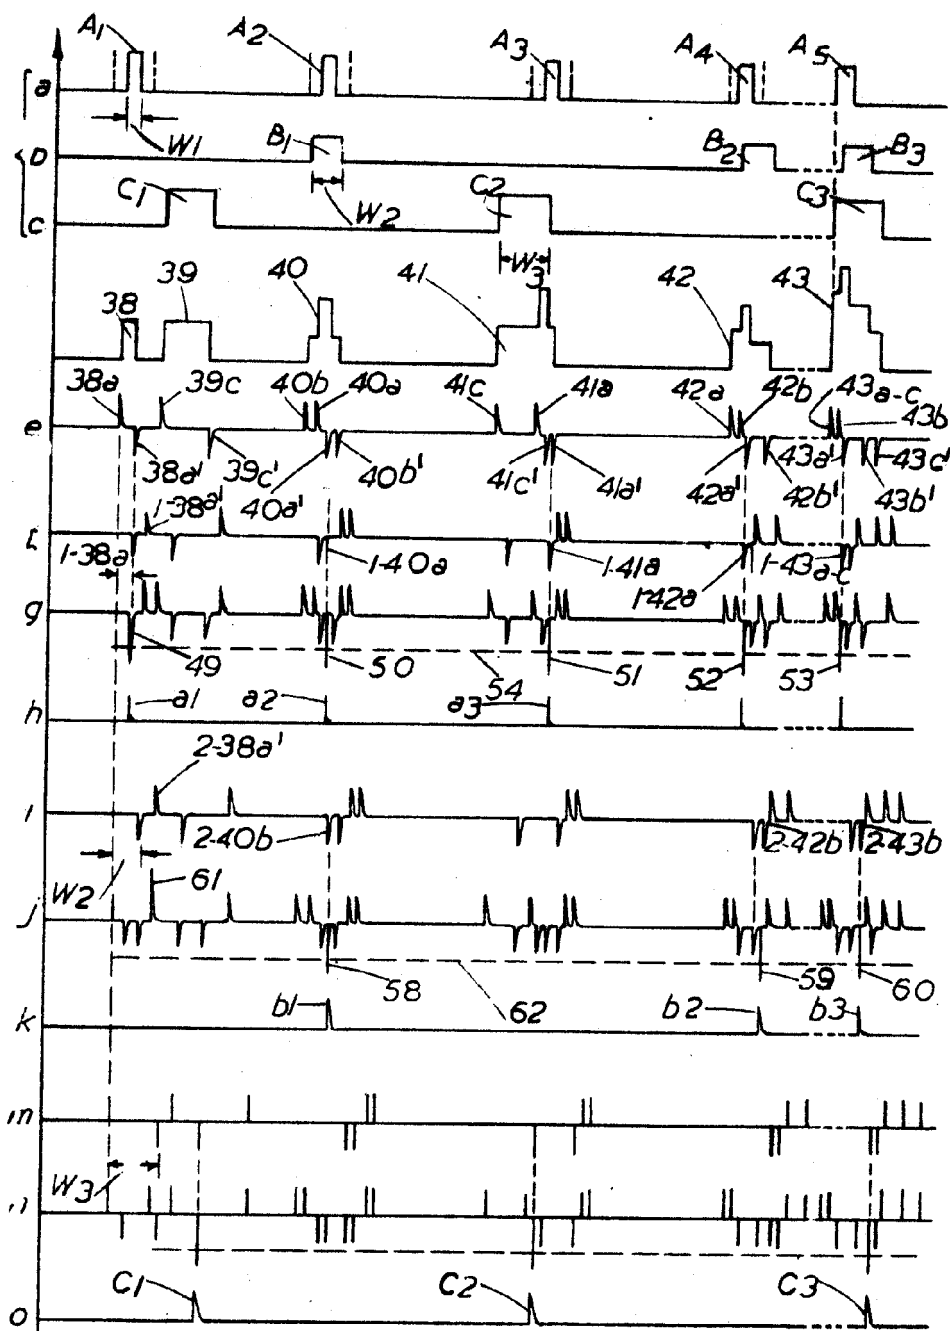 A1 A2 A3 A4 A5
a
W1 B1 B2 B3
b
C1 W2 C2 C3
c
W3
38 39 40 41 42 43
38a 39c 40b 40a 41c 41a 42a 42b 43a-c 43b
e
38a' 39c' 40a' 40b' 41c' 41a' 42a' 42b' 43a' 43b' 43c'
1-38a'
f
1-38a 1-40a 1-41a 1-42a 1-43a-c
g
49 50 54 51 52 53
h
a1 a2 a3
2-38a'
i
2-40b 2-42b 2-43b
W2 61
j
58 62 59 60
b1 b2 b3
k
m
W3
n
C1 C2 C3
o